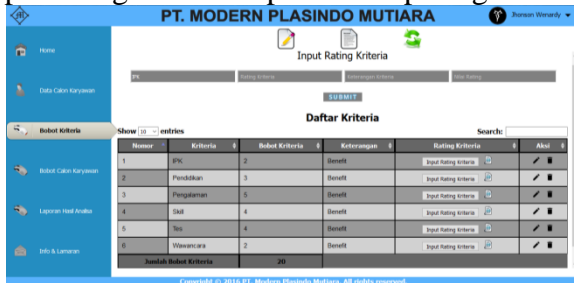 PT. MODERN PLASINDO MUTIARA
Jhonson Wenardy
Home
Data Calon Karyawan
Bobot Kriteria
Bobot Calon Karyawan
Laporan Hasil Analisa
Info & Lamaran
Input Rating Kriteria
IPK Rating Kriteria Keterangan Kriteria Nilai Rating
SUBMIT
Daftar Kriteria
Show 10 entries Search:
Nomor Kriteria Bobot Kriteria Keterangan Rating Kriteria Aksi
1 IPK 2 Benefit Input Rating Kriteria
2 Pendidikan 3 Benefit Input Rating Kriteria
3 Pengalaman 5 Benefit Input Rating Kriteria
4 Skill 4 Benefit Input Rating Kriteria
5 Tes 4 Benefit Input Rating Kriteria
6 Wawancara 2 Benefit Input Rating Kriteria
Jumlah Bobot Kriteria 20
Copyright © 2016 PT. Modern Plasindo Mutiara. All rights reserved.